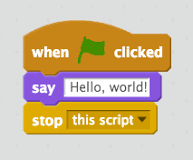 when clicked
say Hello, world!
stop this script